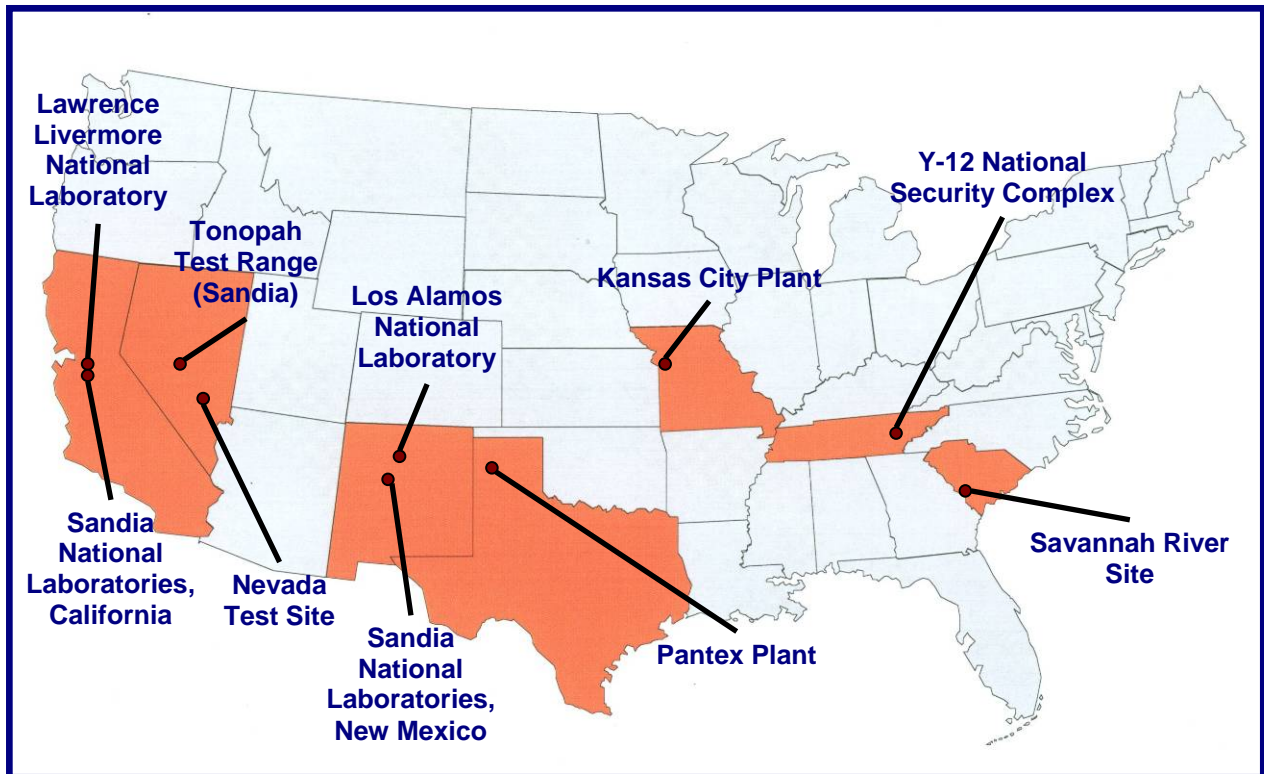 Lawrence
Livermore
National
Laboratory
Tonopah
Test Range
(Sandia)
Los Alamos
National
Laboratory
Kansas City Plant
Y-12 National
Security Complex
Sandia
National
Laboratories,
California
Nevada
Test Site
Sandia
National
Laboratories,
New Mexico
Pantex Plant
Savannah River
Site